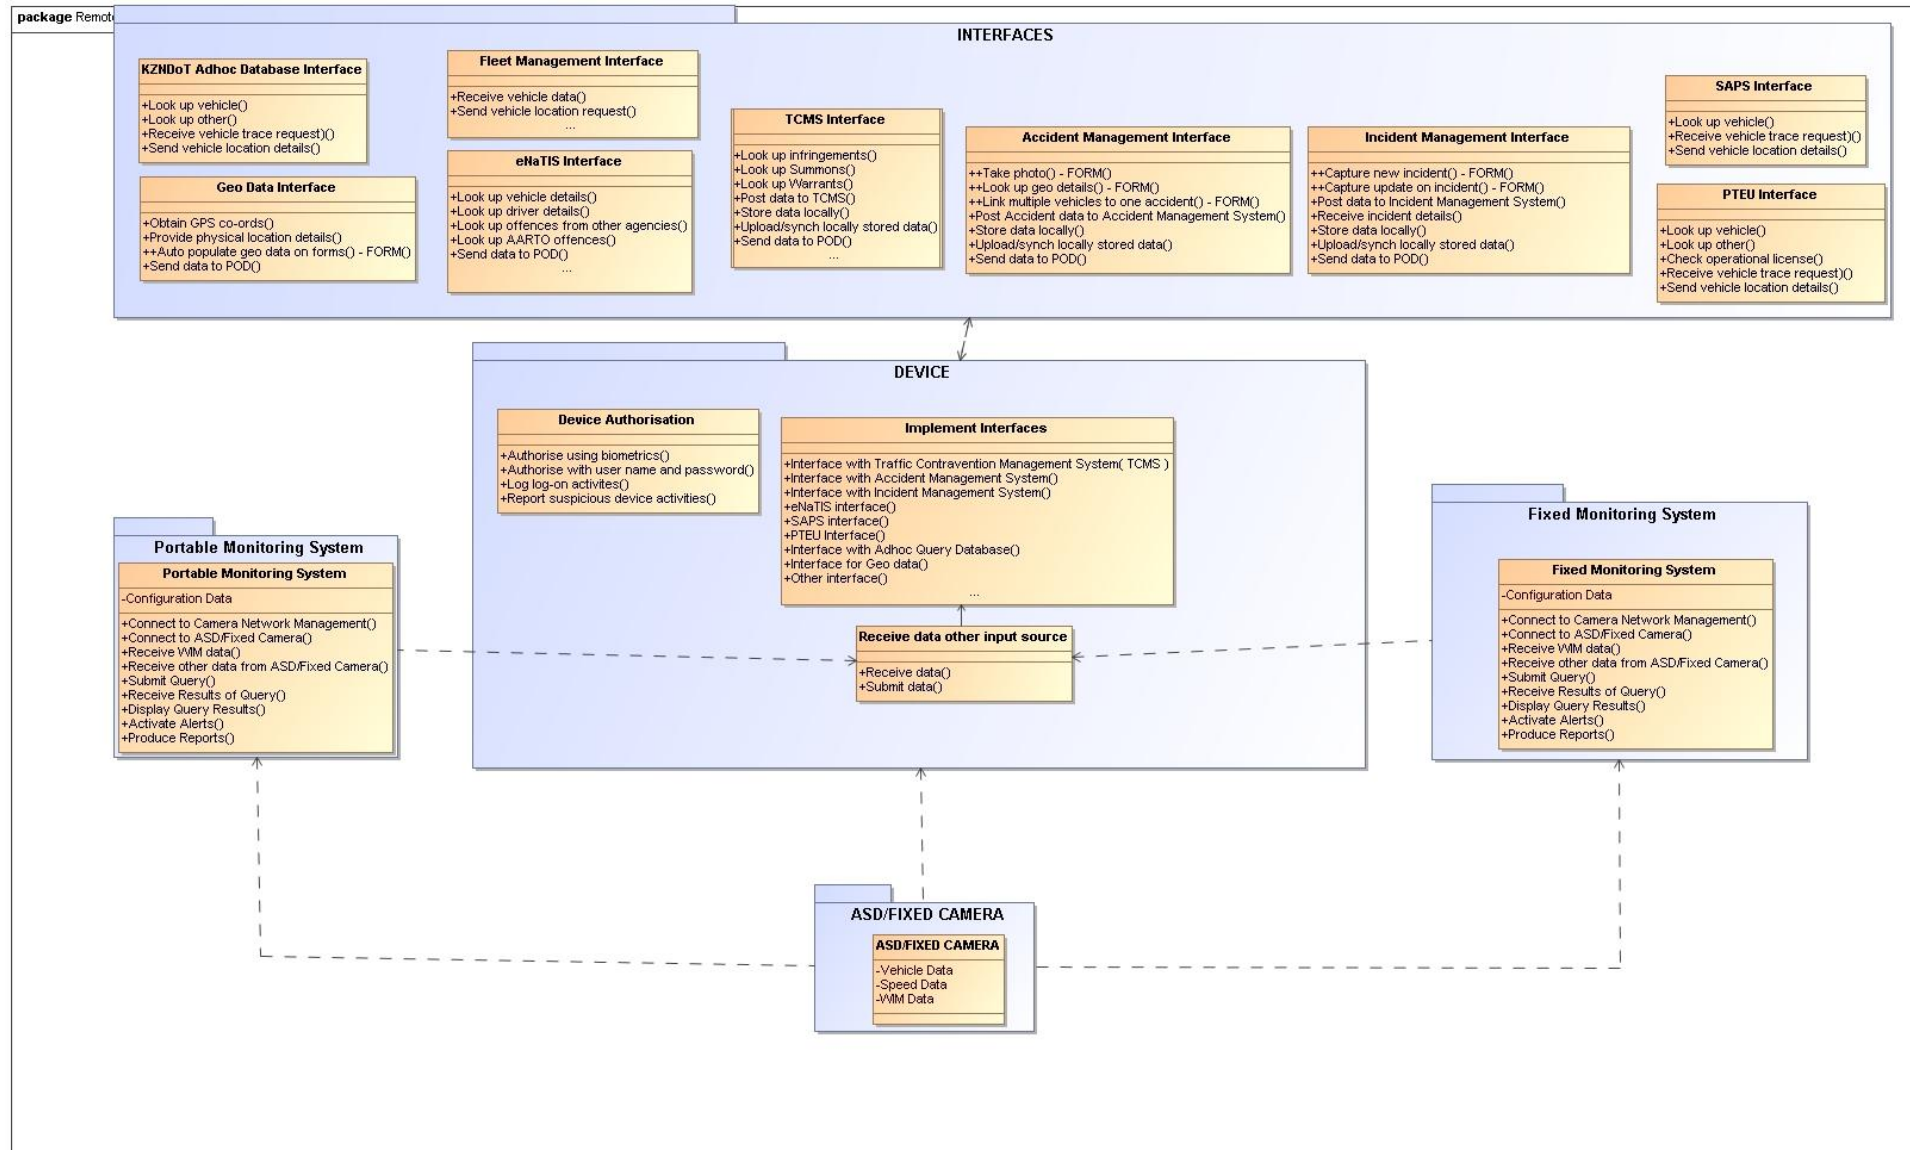 package Remote
INTERFACES
KZNDoT Adhoc Database Interface
+Look up vehicle()
+Look up other()
+Receive vehicle trace request)()
+Send vehicle location details()
Geo Data Interface
+Obtain GPS co-ords()
+Provide physical location details()
++Auto populate geo data on forms() - FORM()
+Send data to POD()
Fleet Management Interface
+Receive vehicle data()
+Send vehicle location request()
...
eNaTIS Interface
+Look up vehicle details()
+Look up driver details()
+Look up offences from other agencies()
+Look up AARTO offences()
+Send data to POD()
...
TCMS Interface
+Look up infringements()
+Look up Summons()
+Look up Warrants()
+Post data to TCMS()
+Store data locally()
+Upload/synch locally stored data()
+Send data to POD()
...
Accident Management Interface
++Take photo() - FORM()
++Look up geo details() - FORM()
++Link multiple vehicles to one accident() - FORM()
+Post Accident data to Accident Management System()
+Store data locally()
+Upload/synch locally stored data()
+Send data to POD()
Incident Management Interface
++Capture new incident() - FORM()
++Capture update on incident() - FORM()
+Post data to Incident Management System()
+Receive incident details()
+Store data locally()
+Upload/synch locally stored data()
+Send data to POD()
SAPS Interface
+Look up vehicle()
+Receive vehicle trace request)()
+Send vehicle location details()
PTEU Interface
+Look up vehicle()
+Look up other()
+Check operational license()
+Receive vehicle trace request)()
+Send vehicle location details()
DEVICE
Device Authorisation
+Authorise using biometrics()
+Authorise with user name and password()
+Log log-on activites()
+Report suspicious device activities()
Implement Interfaces
+Interface with Traffic Contravention Management System( TCMS )
+Interface with Accident Management System()
+Interface with Incident Management System()
+eNaTIS interface()
+SAPS interface()
+PTEU Interface()
+Interface with Adhoc Query Database()
+Interface for Geo data()
+Other interface()
...
Receive data other input source
+Receive data()
+Submit data()
Portable Monitoring System
Portable Monitoring System
-Configuration Data
+Connect to Camera Network Management()
+Connect to ASD/Fixed Camera()
+Receive WIM data()
+Receive other data from ASD/Fixed Camera()
+Submit Query()
+Receive Results of Query()
+Display Query Results()
+Activate Alerts()
+Produce Reports()
Fixed Monitoring System
Fixed Monitoring System
-Configuration Data
+Connect to Camera Network Management()
+Connect to ASD/Fixed Camera()
+Receive WIM data()
+Receive other data from ASD/Fixed Camera()
+Submit Query()
+Receive Results of Query()
+Display Query Results()
+Activate Alerts()
+Produce Reports()
ASD/FIXED CAMERA
ASD/FIXED CAMERA
-Vehicle Data
-Speed Data
-WIM Data